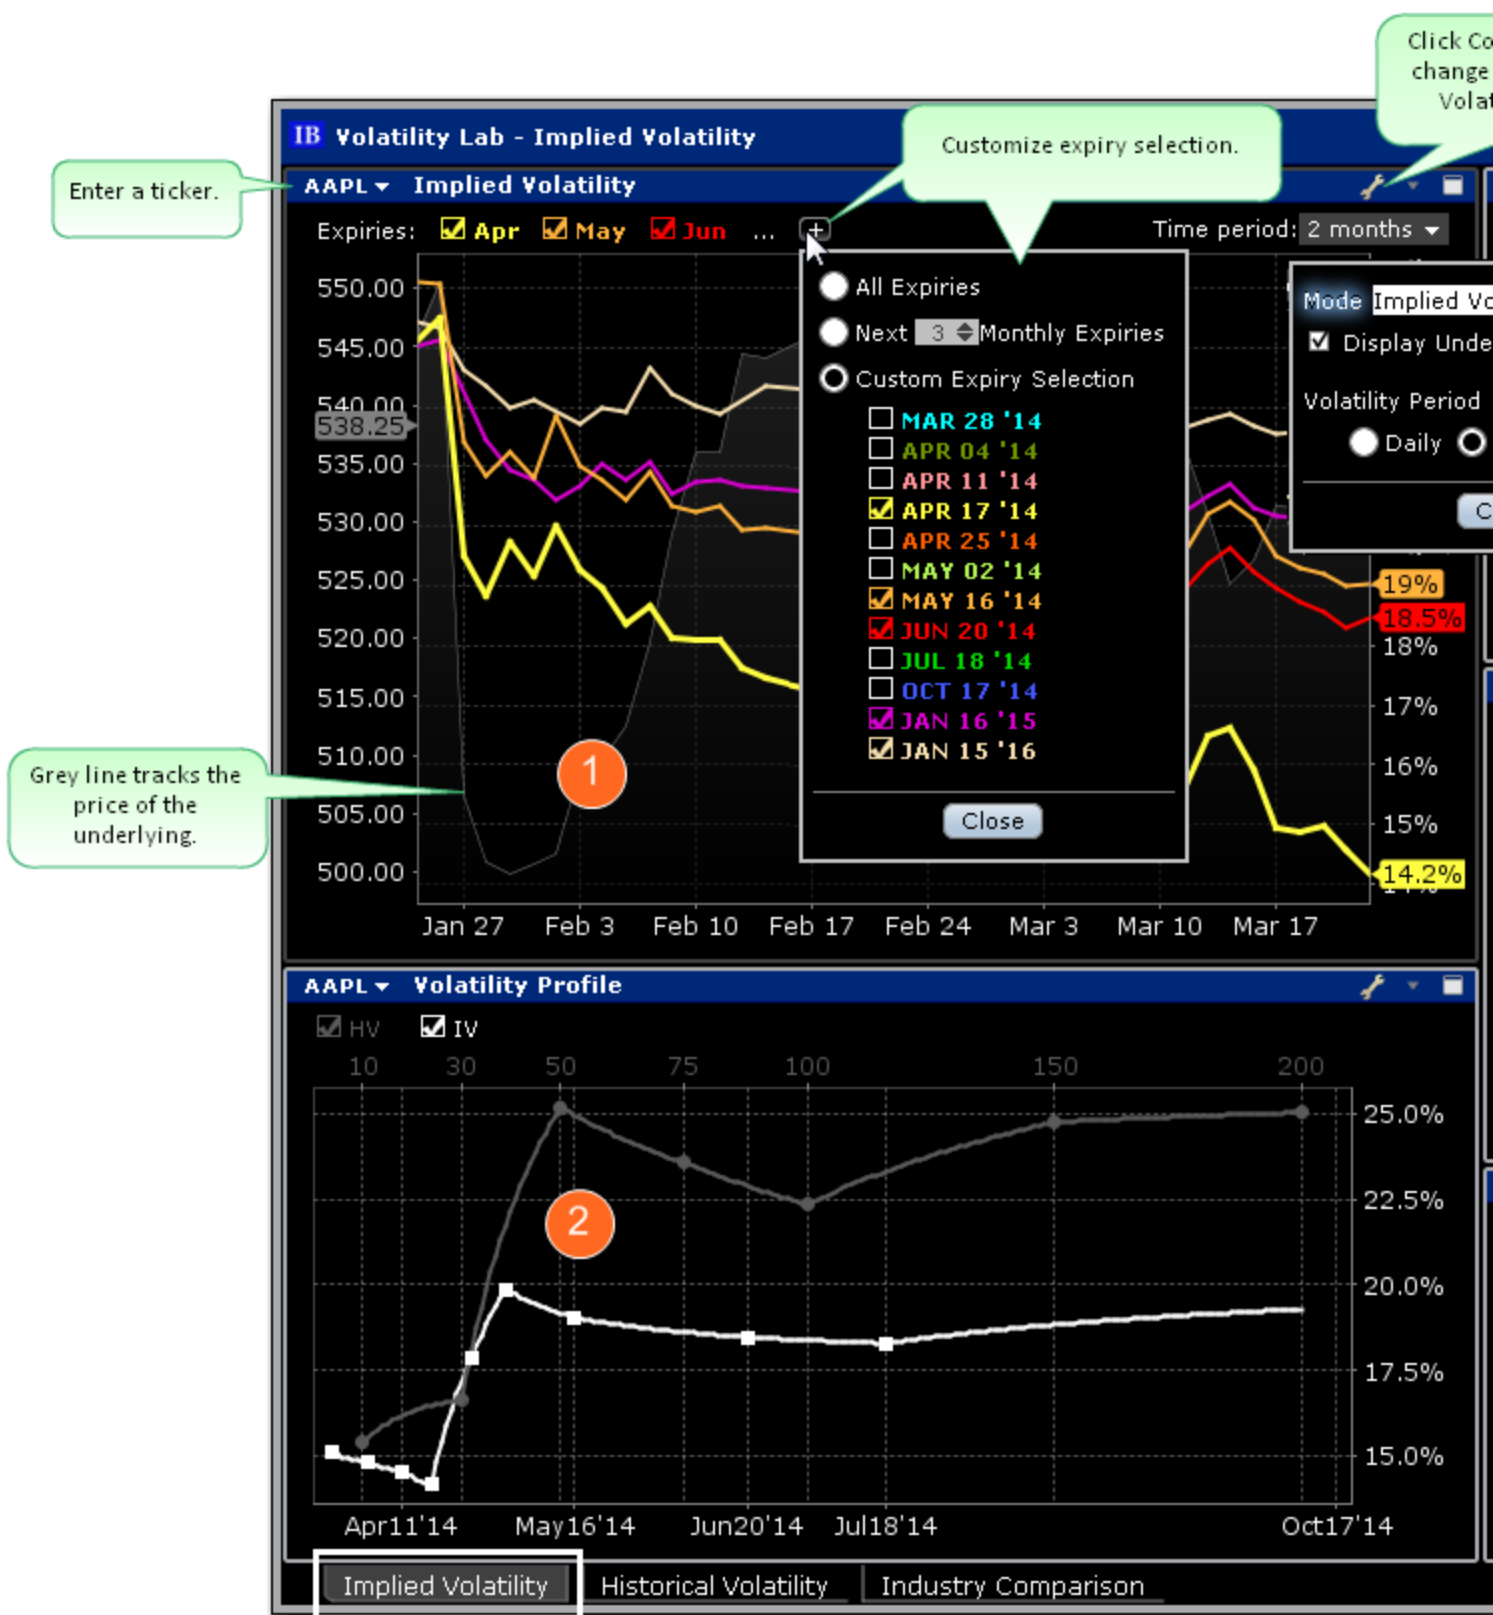 Click Co
change
Volat
IB Volatility Lab - Implied Volatility
Customize expiry selection.
Enter a ticker.
AAPL Implied Volatility
Expiries: Apr May Jun ... +
Time period: 2 months
All Expiries
Next 3 Monthly Expiries
Custom Expiry Selection
MAR 28 '14
APR 04 '14
APR 11 '14
APR 17 '14
APR 25 '14
MAY 02 '14
MAY 16 '14
JUN 20 '14
JUL 18 '14
OCT 17 '14
JAN 16 '15
JAN 15 '16
Close
Mode Implied Vo
Display Unde
Volatility Period
Daily
C
550.00
545.00
540.00
538.25
535.00
530.00
525.00
520.00
515.00
510.00
505.00
500.00
19%
18.5%
18%
17%
16%
15%
14.2%
1
Grey line tracks the
price of the
underlying.
Jan 27 Feb 3 Feb 10 Feb 17 Feb 24 Mar 3 Mar 10 Mar 17
AAPL Volatility Profile
HV IV
10 30 50 75 100 150 200
25.0%
22.5%
20.0%
17.5%
15.0%
2
Apr11'14 May16'14 Jun20'14 Jul18'14 Oct17'14
Implied Volatility Historical Volatility Industry Comparison